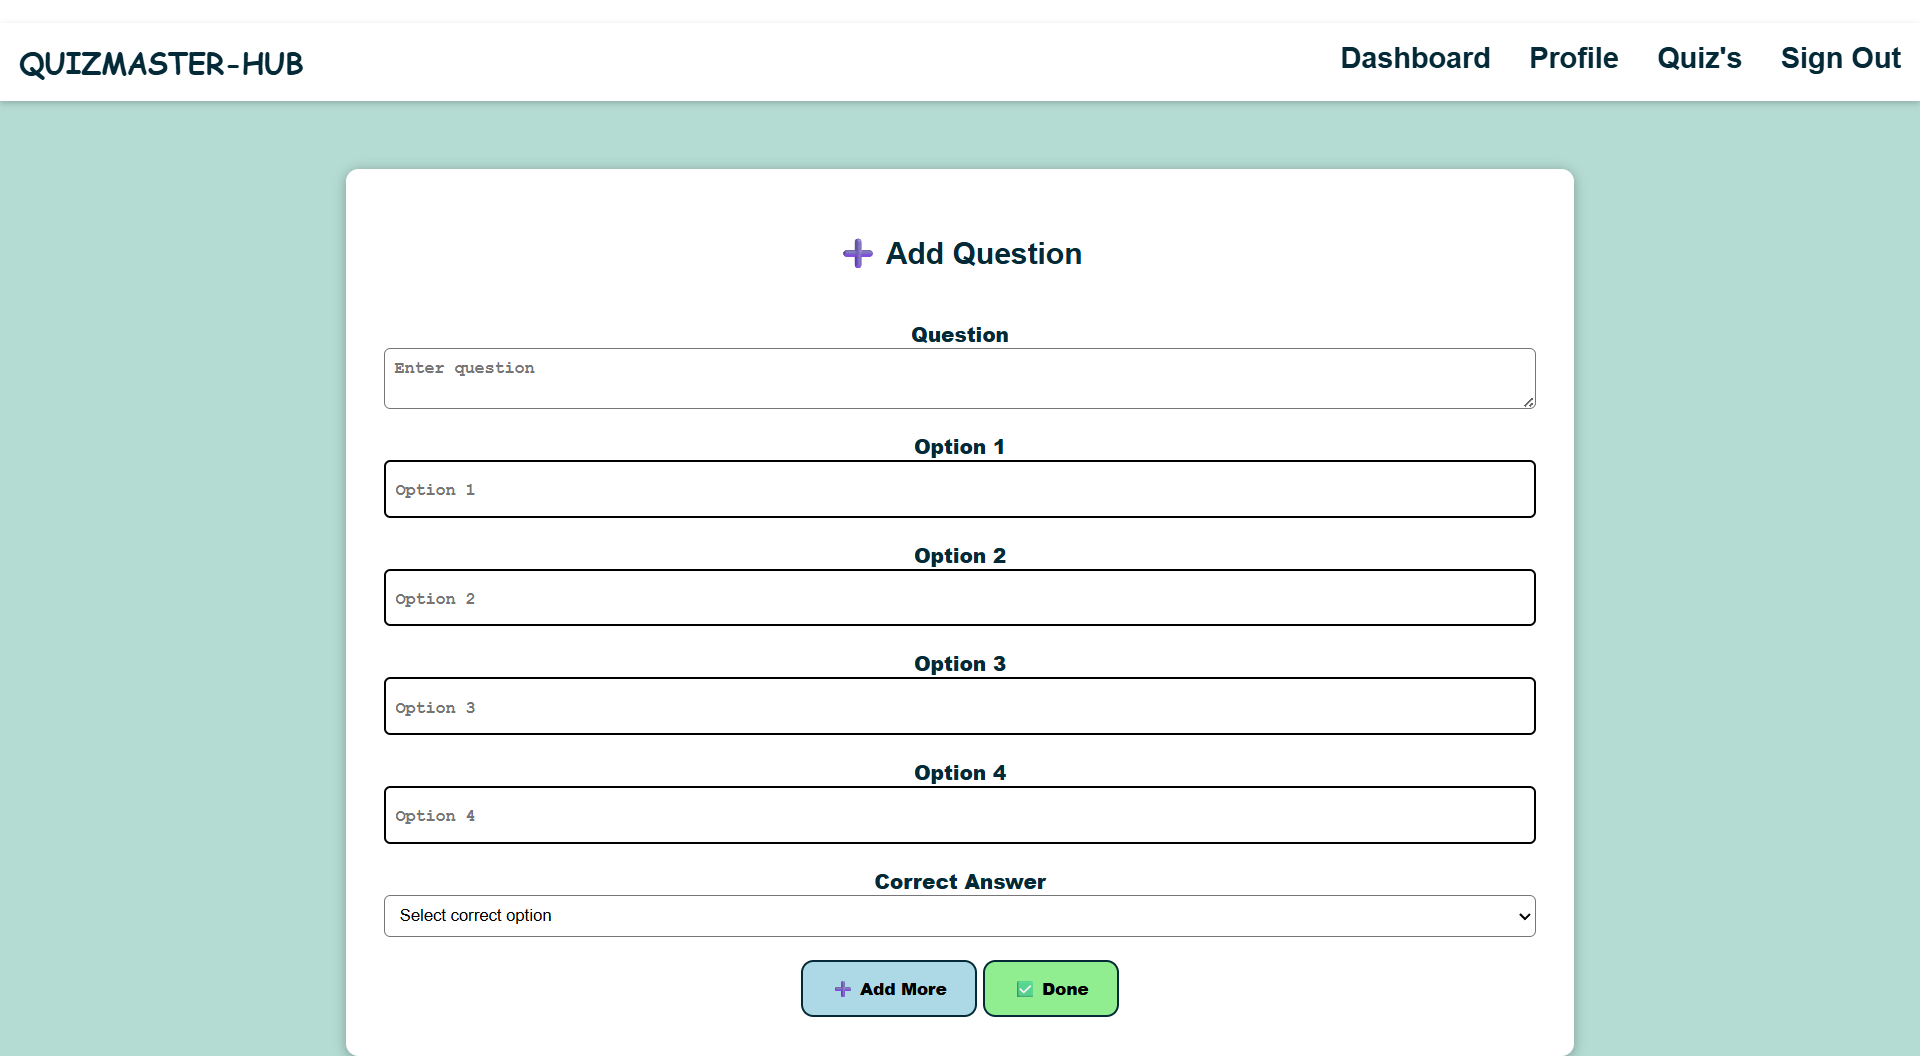 QUIZMASTER-HUB
Dashboard Profile Quiz's Sign Out
➕ Add Question
Question
Enter question
Option 1
Option 1
Option 2
Option 2
Option 3
Option 3
Option 4
Option 4
Correct Answer
Select correct option
➕ Add More ✅ Done